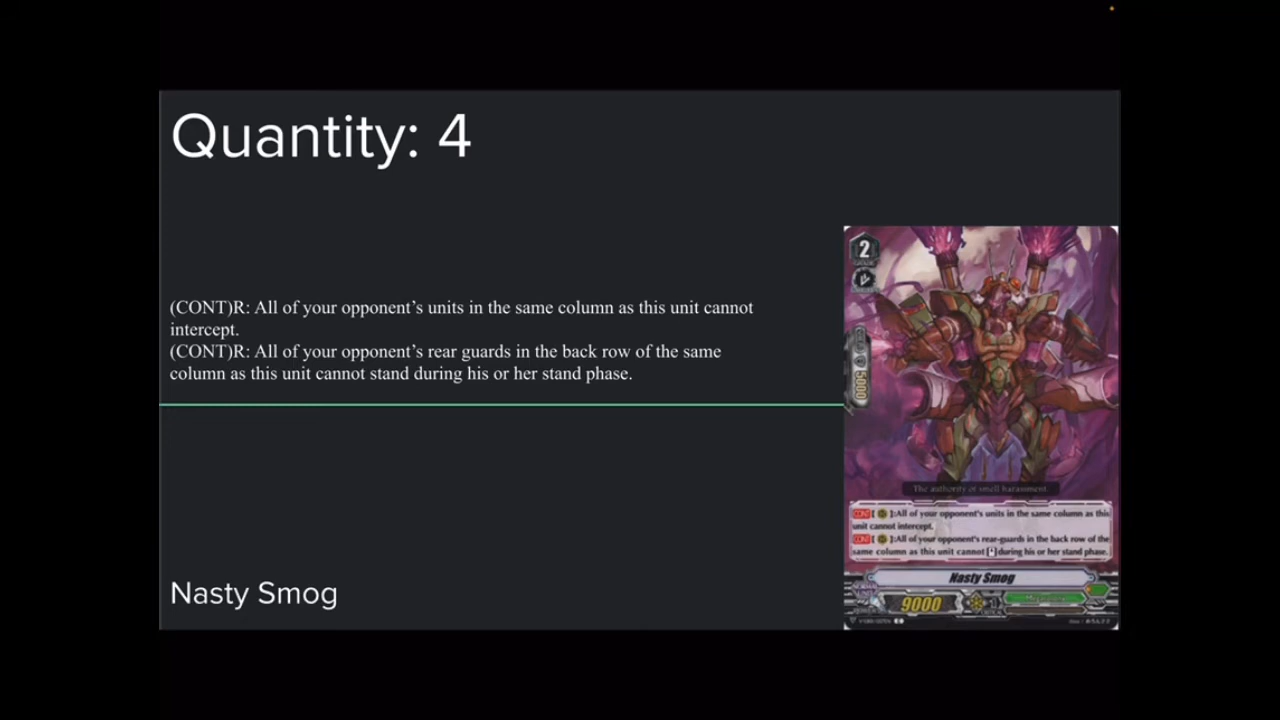 Quantity: 4
(CONT)R: All of your opponent’s units in the same column as this unit cannot
intercept.
(CONT)R: All of your opponent’s rear guards in the back row of the same
column as this unit cannot stand during his or her stand phase.
Nasty Smog
2
5000
The authority of smell harassment.
CONT[ ]:All of your opponent's units in the same column as this
unit cannot intercept.
CONT[ ]:All of your opponent's rear-guards in the back row of the
same column as this unit cannot [ ] during his or her stand phase.
Nasty Smog
9000